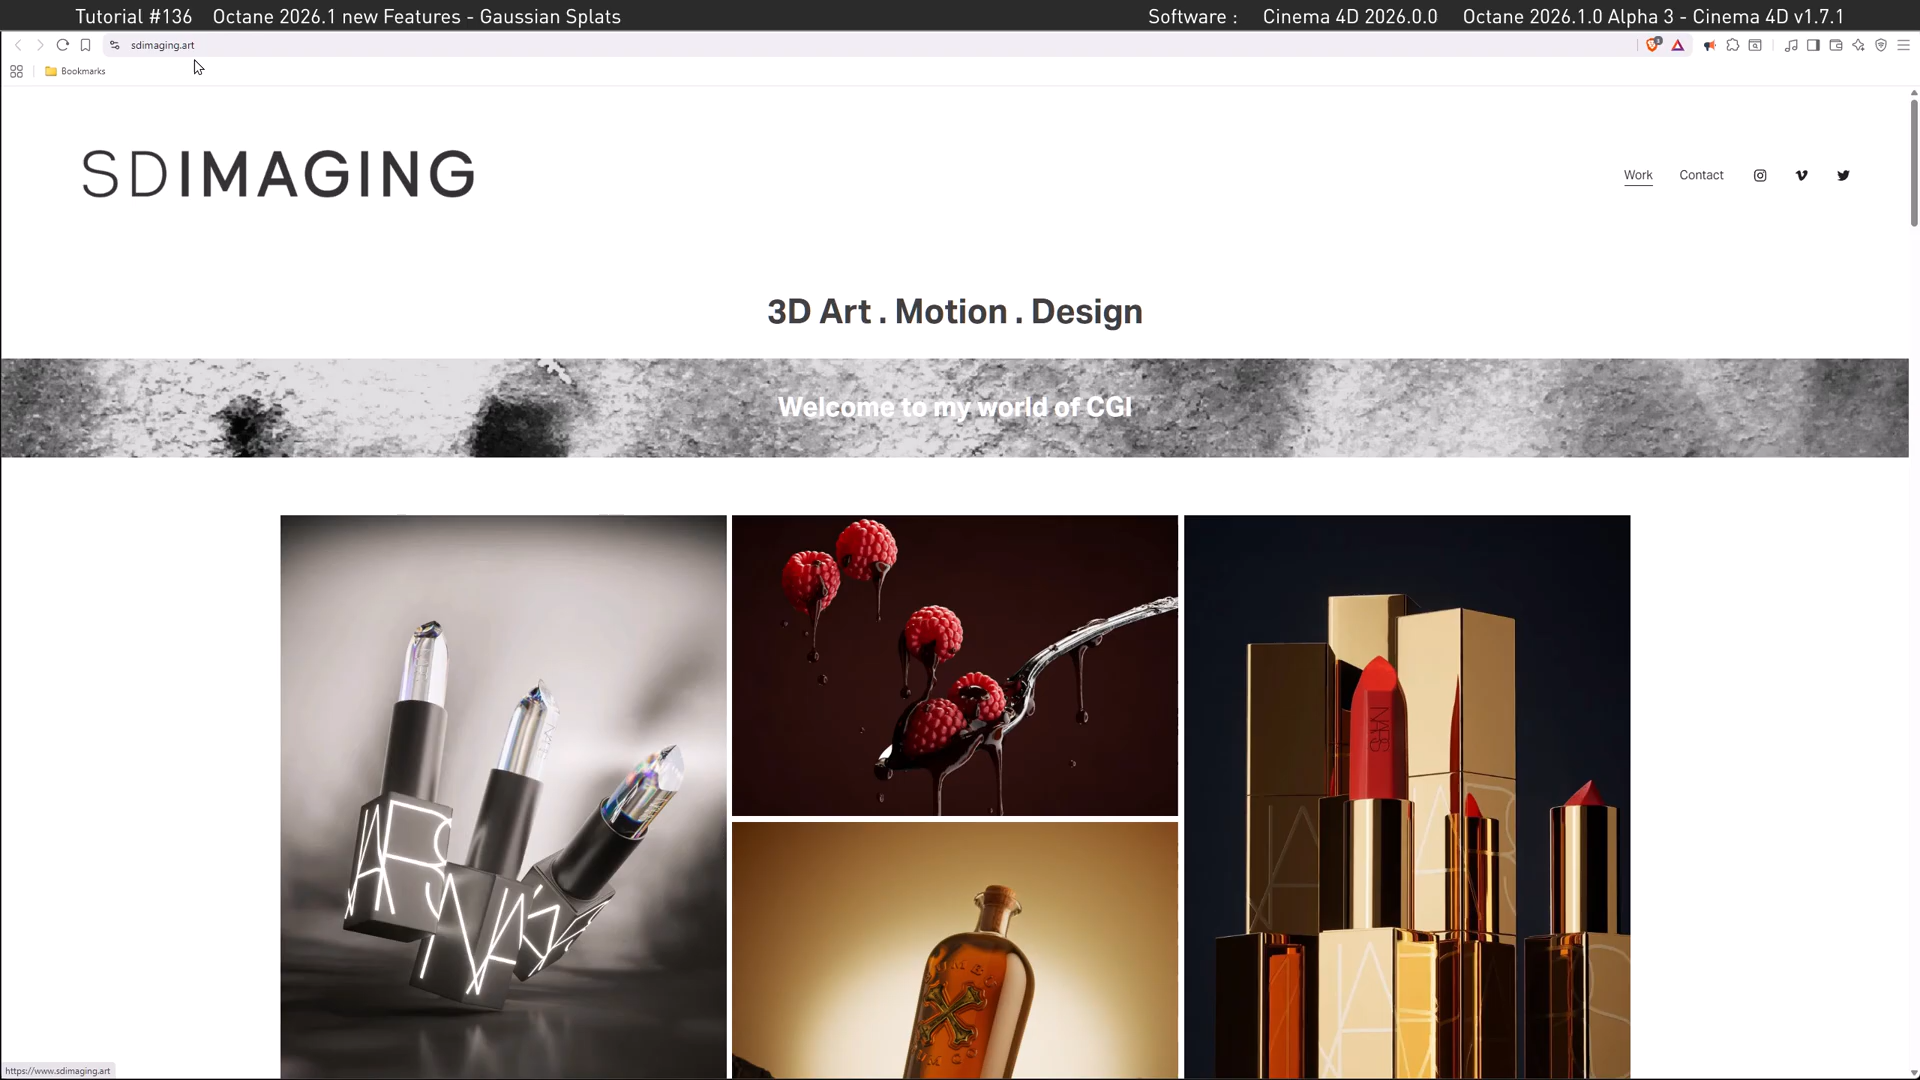 Tutorial #136 Octane 2026.1 new Features - Gaussian Splats
Software : Cinema 4D 2026.0.0 Octane 2026.1.0 Alpha 3 - Cinema 4D v1.7.1
sdimaging.art
Bookmarks
SDIMAGING
Work
Contact
3D Art . Motion . Design
Welcome to my world of CGI
NARS
https://www.sdimaging.art